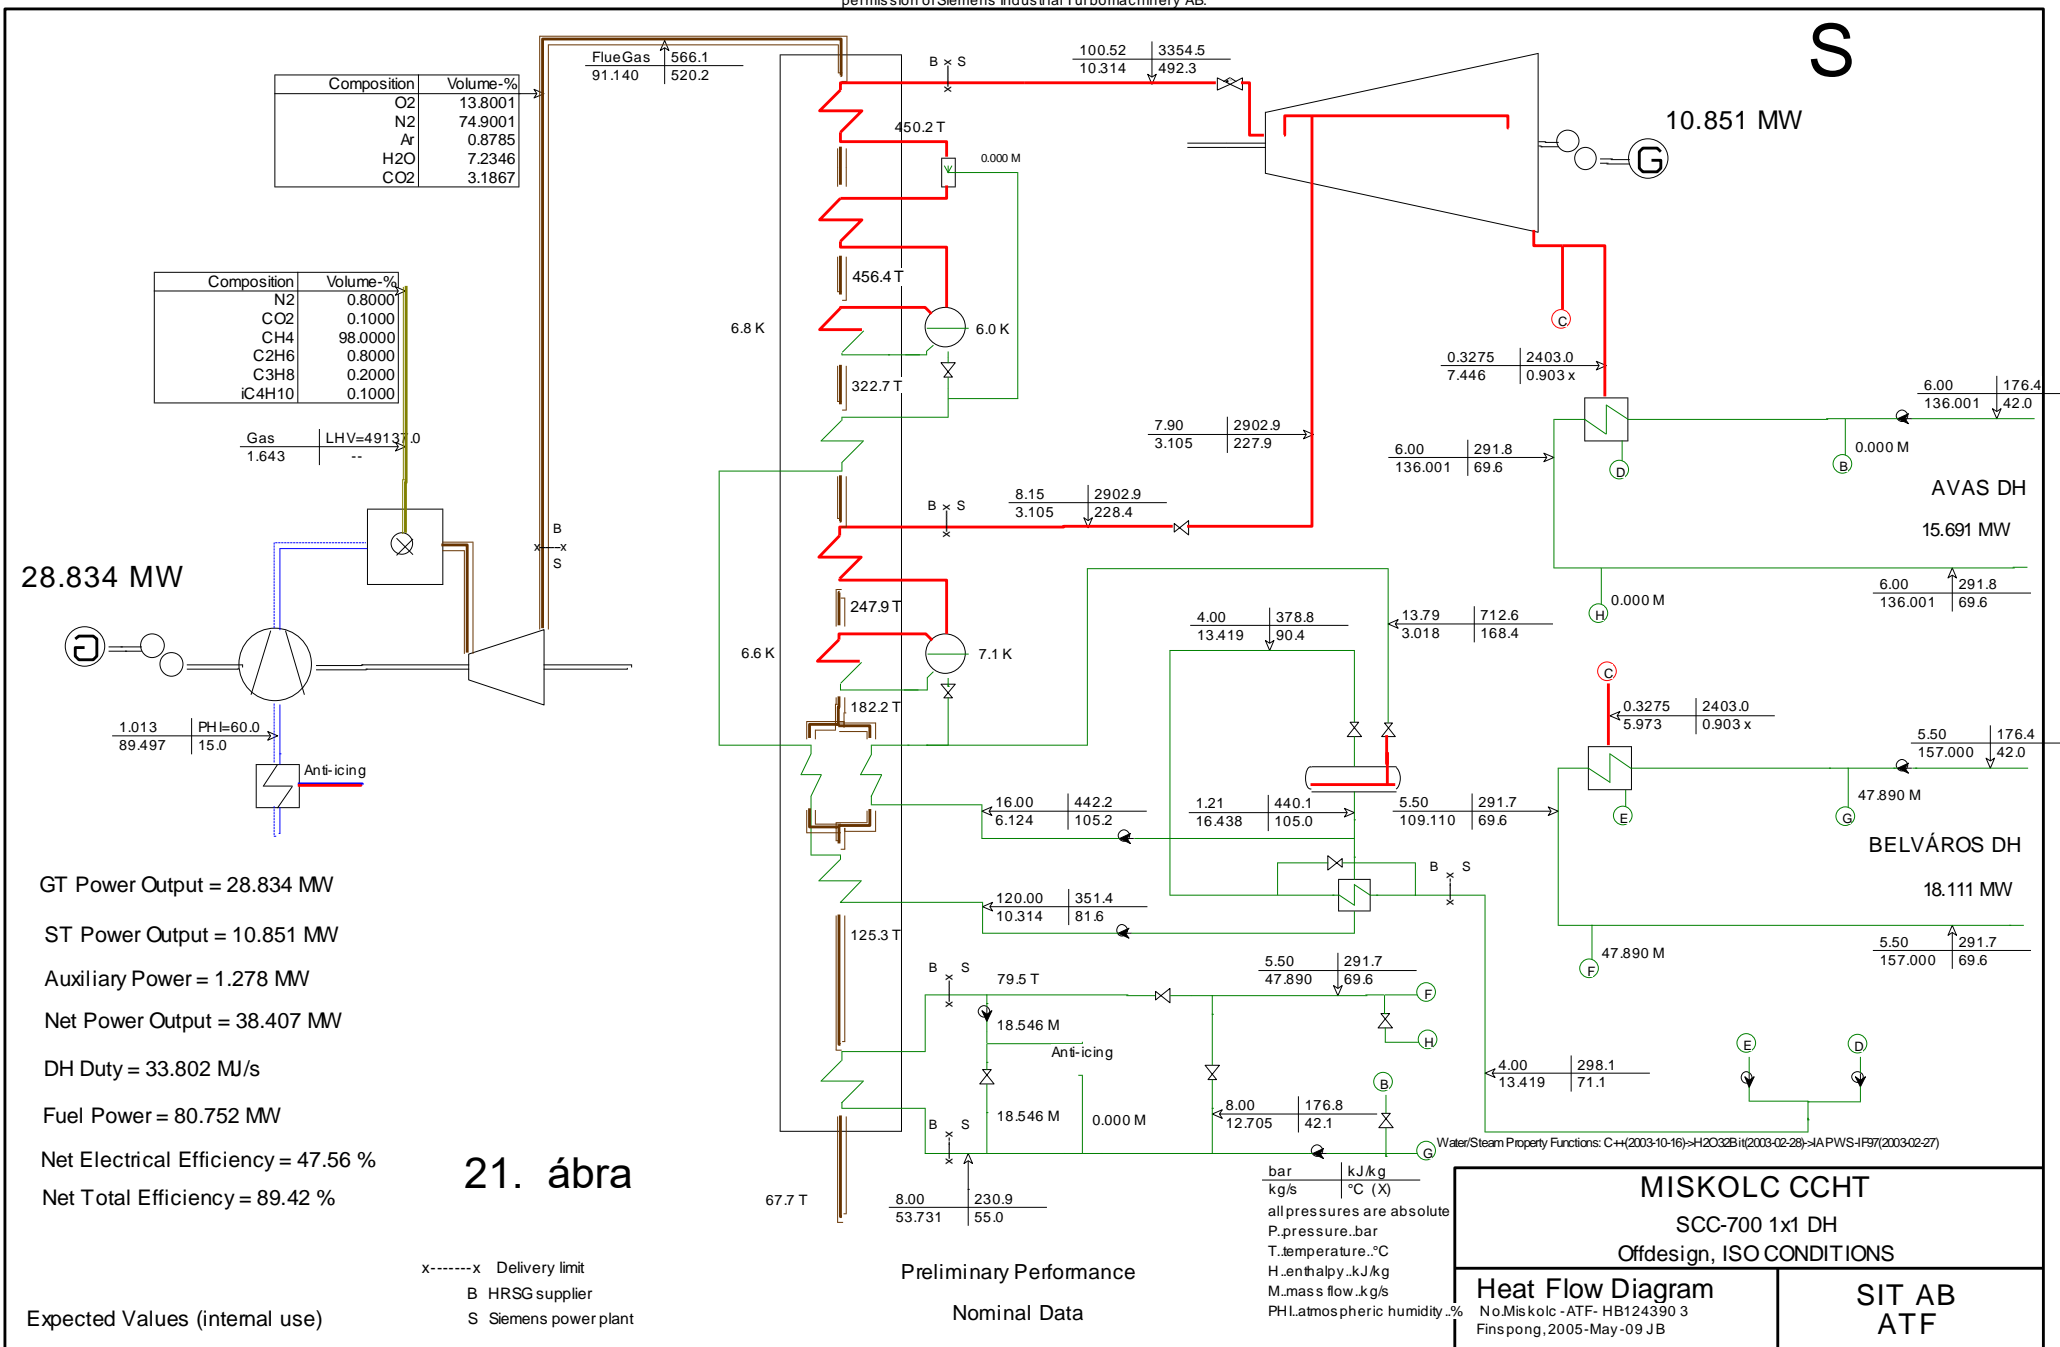 permission of Siemens Industrial Turbomachinery AB.
S
FlueGas 566.1
91.140 520.2
B x S
100.52 3354.5
10.314 492.3
Composition Volume-%
O2 13.8001
N2 74.9001
Ar 0.8785
H2O 7.2346
CO2 3.1867
450.2 T
0.000 M
10.851 MW
G
Composition Volume-%
N2 0.8000
CO2 0.1000
CH4 98.0000
C2H6 0.8000
C3H8 0.2000
iC4H10 0.1000
456.4 T
6.8 K
6.0 K
322.7 T
C
0.3275 2403.0
7.446 0.903 x
6.00 176.4
136.001 42.0
Gas LHV=49137.0
1.643 --
7.90 2902.9
3.105 227.9
6.00 291.8
136.001 69.6
D
B
0.000 M
AVAS DH
15.691 MW
B x S
8.15 2902.9
3.105 228.4
B
x-----x
S
28.834 MW
G
247.9 T
6.6 K
7.1 K
182.2 T
4.00 378.8
13.419 90.4
13.79 712.6
3.018 168.4
6.00 291.8
136.001 69.6
H
0.000 M
C
0.3275 2403.0
5.973 0.903 x
5.50 176.4
157.000 42.0
1.013 PHI=60.0
89.497 15.0
Anti-icing
16.00 442.2
6.124 105.2
1.21 440.1
16.438 105.0
5.50 291.7
109.110 69.6
E
G
47.890 M
BELVÁROS DH
18.111 MW
B x S
120.00 351.4
10.314 81.6
125.3 T
5.50 291.7
157.000 69.6
F
47.890 M
GT Power Output = 28.834 MW
ST Power Output = 10.851 MW
Auxiliary Power = 1.278 MW
Net Power Output = 38.407 MW
DH Duty = 33.802 MJ/s
Fuel Power = 80.752 MW
Net Electrical Efficiency = 47.56 %
Net Total Efficiency = 89.42 %
21. ábra
B x S
79.5 T
5.50 291.7
47.890 69.6
F
18.546 M
Anti-icing
H
18.546 M
0.000 M
B
8.00 176.8
12.705 42.1
4.00 298.1
13.419 71.1
E
D
B x S
G
67.7 T
8.00 230.9
53.731 55.0
Water/Steam Property Functions: C++(2003-10-16)->H2O32Bit(2003-02-28)->IAPWS-IF97(2003-02-27)
bar kJ/kg
kg/s °C (X)
all pressures are absolute
P..pressure..bar
T..temperature..°C
H..enthalpy..kJ/kg
M..mass flow..kg/s
PHI..atmospheric humidity..%
x-------x Delivery limit
B HRSG supplier
S Siemens power plant
Expected Values (internal use)
Preliminary Performance
Nominal Data
MISKOLC CCHT
SCC-700 1x1 DH
Offdesign, ISO CONDITIONS
Heat Flow Diagram
No.Miskolc -ATF- HB124390 3
Finspong, 2005-May-09 JB
SIT AB
ATF